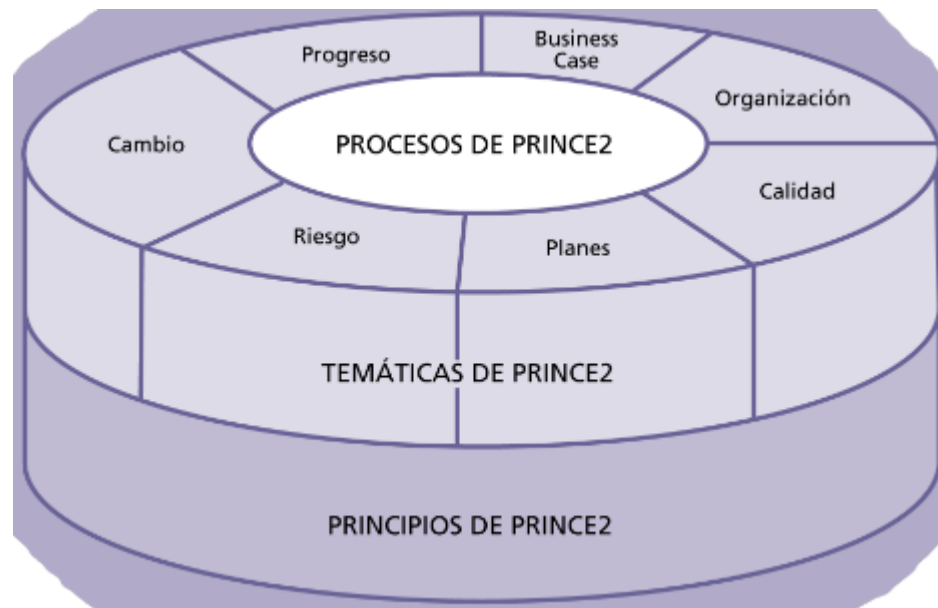 Progreso
Business
Case
Organización
Cambio
PROCESOS DE PRINCE2
Calidad
Riesgo
Planes
TEMÁTICAS DE PRINCE2
PRINCIPIOS DE PRINCE2